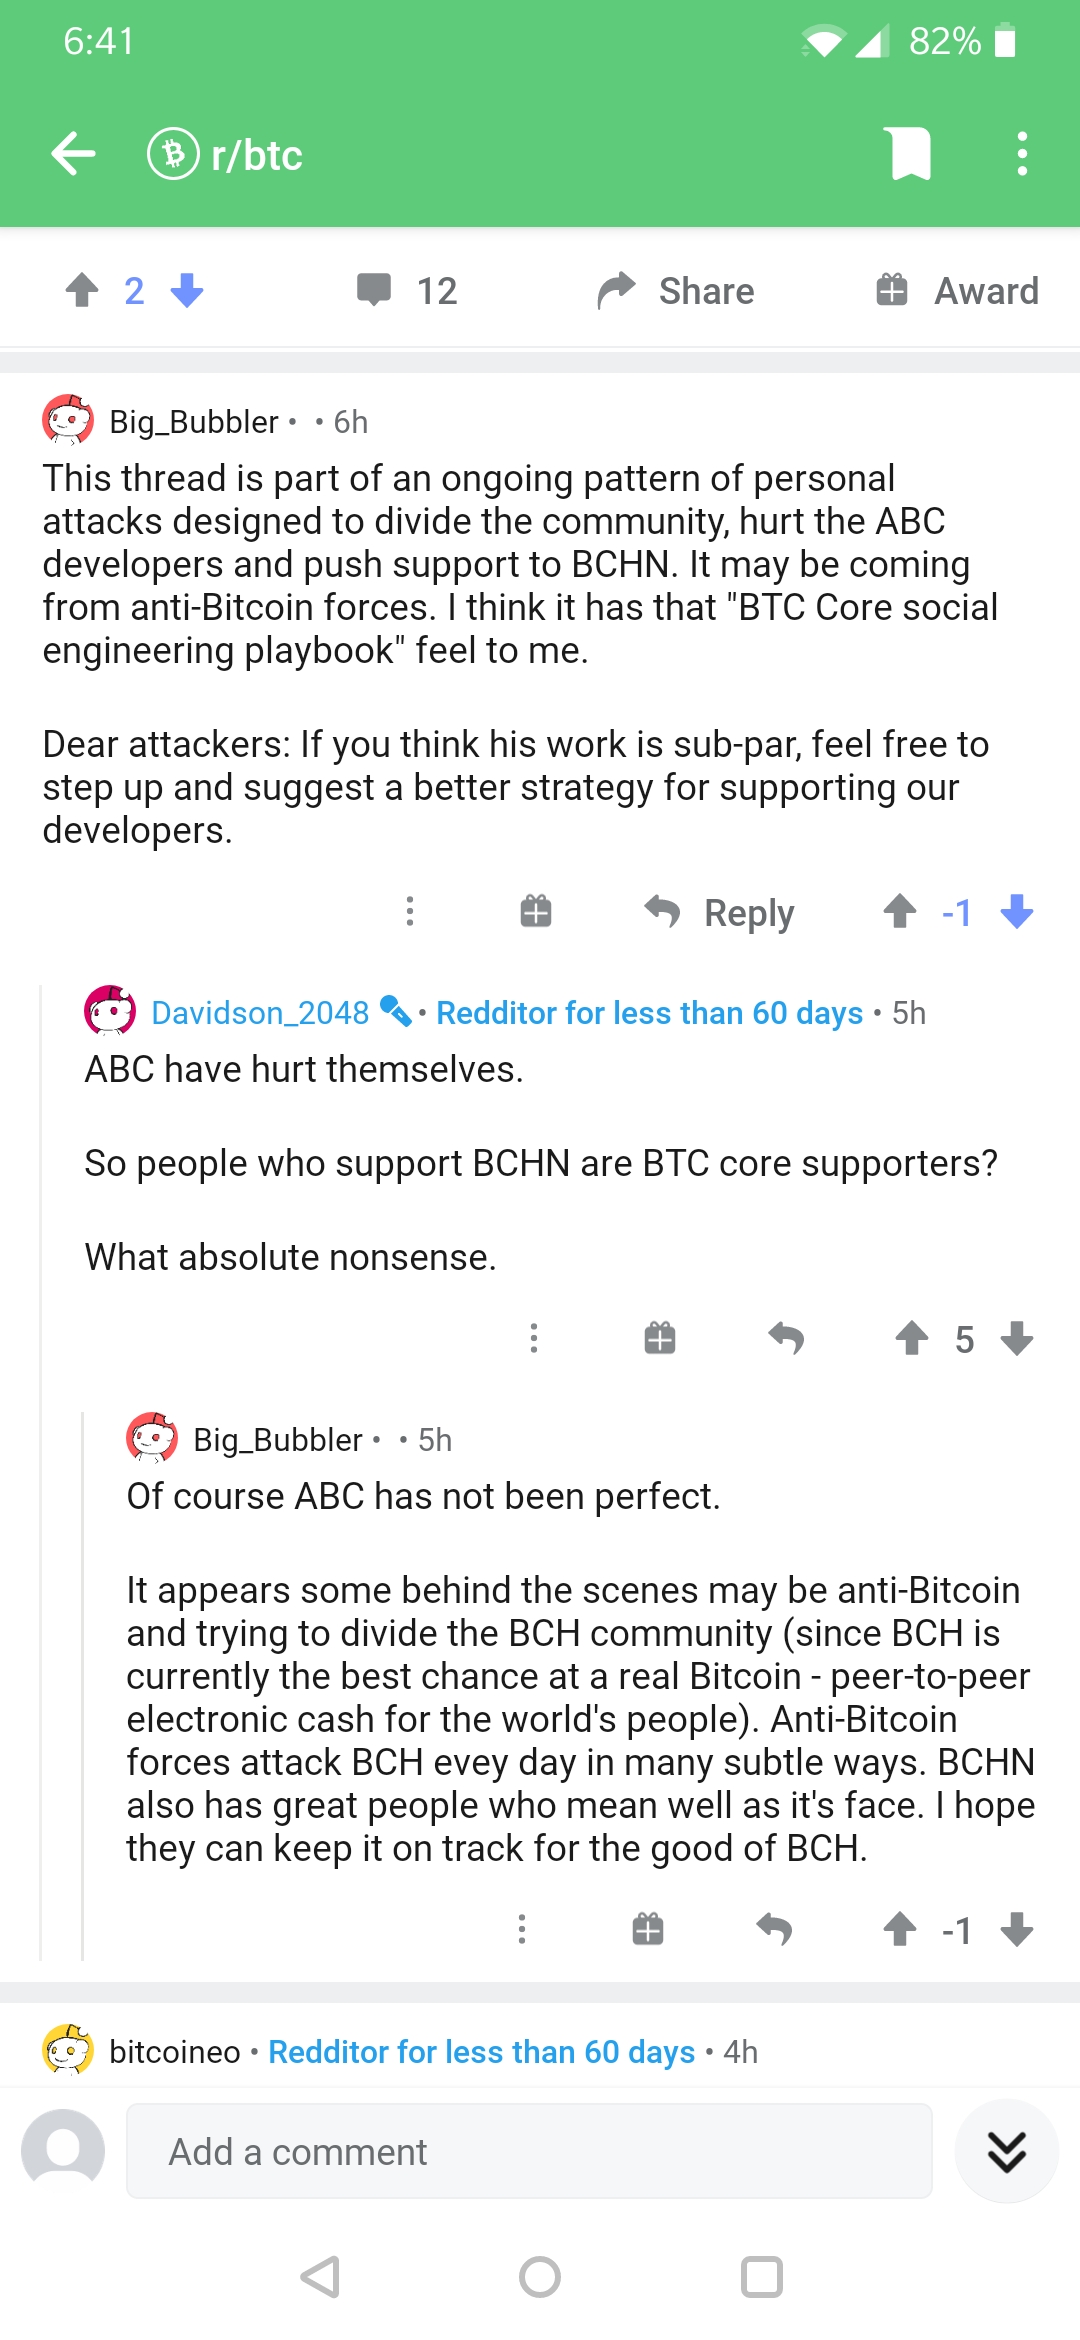 6:41
82%
r/btc
2
12
Share
Award
Big_Bubbler • • 6h
This thread is part of an ongoing pattern of personal
attacks designed to divide the community, hurt the ABC
developers and push support to BCHN. It may be coming
from anti-Bitcoin forces. I think it has that "BTC Core social
engineering playbook" feel to me.
Dear attackers: If you think his work is sub-par, feel free to
step up and suggest a better strategy for supporting our
developers.
Reply
-1
Davidson_2048 • Redditor for less than 60 days • 5h
ABC have hurt themselves.
So people who support BCHN are BTC core supporters?
What absolute nonsense.
5
Big_Bubbler • • 5h
Of course ABC has not been perfect.
It appears some behind the scenes may be anti-Bitcoin
and trying to divide the BCH community (since BCH is
currently the best chance at a real Bitcoin - peer-to-peer
electronic cash for the world's people). Anti-Bitcoin
forces attack BCH evey day in many subtle ways. BCHN
also has great people who mean well as it's face. I hope
they can keep it on track for the good of BCH.
-1
bitcoineo • Redditor for less than 60 days • 4h
Add a comment